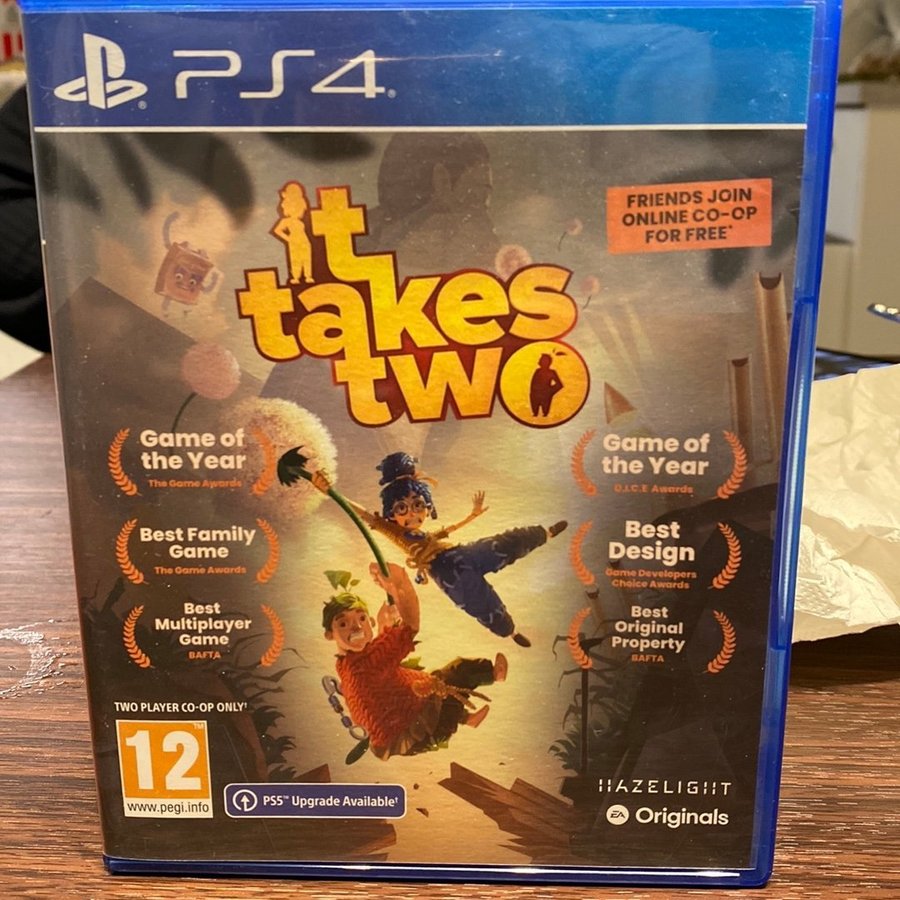 PS4
FRIENDS JOIN
ONLINE CO-OP
FOR FREE*
it
takes
two
Game of
the Year
The Game Awards
Game of
the Year
D.I.C.E Awards
Best Family
Game
The Game Awards
Best
Design
Game Developers
Choice Awards
Best
Multiplayer
Game
BAFTA
Best
Original
Property
BAFTA
TWO PLAYER CO-OP ONLY†
12
www.pegi.info
PS5™ Upgrade Available†
HAZELIGHT
EA Originals